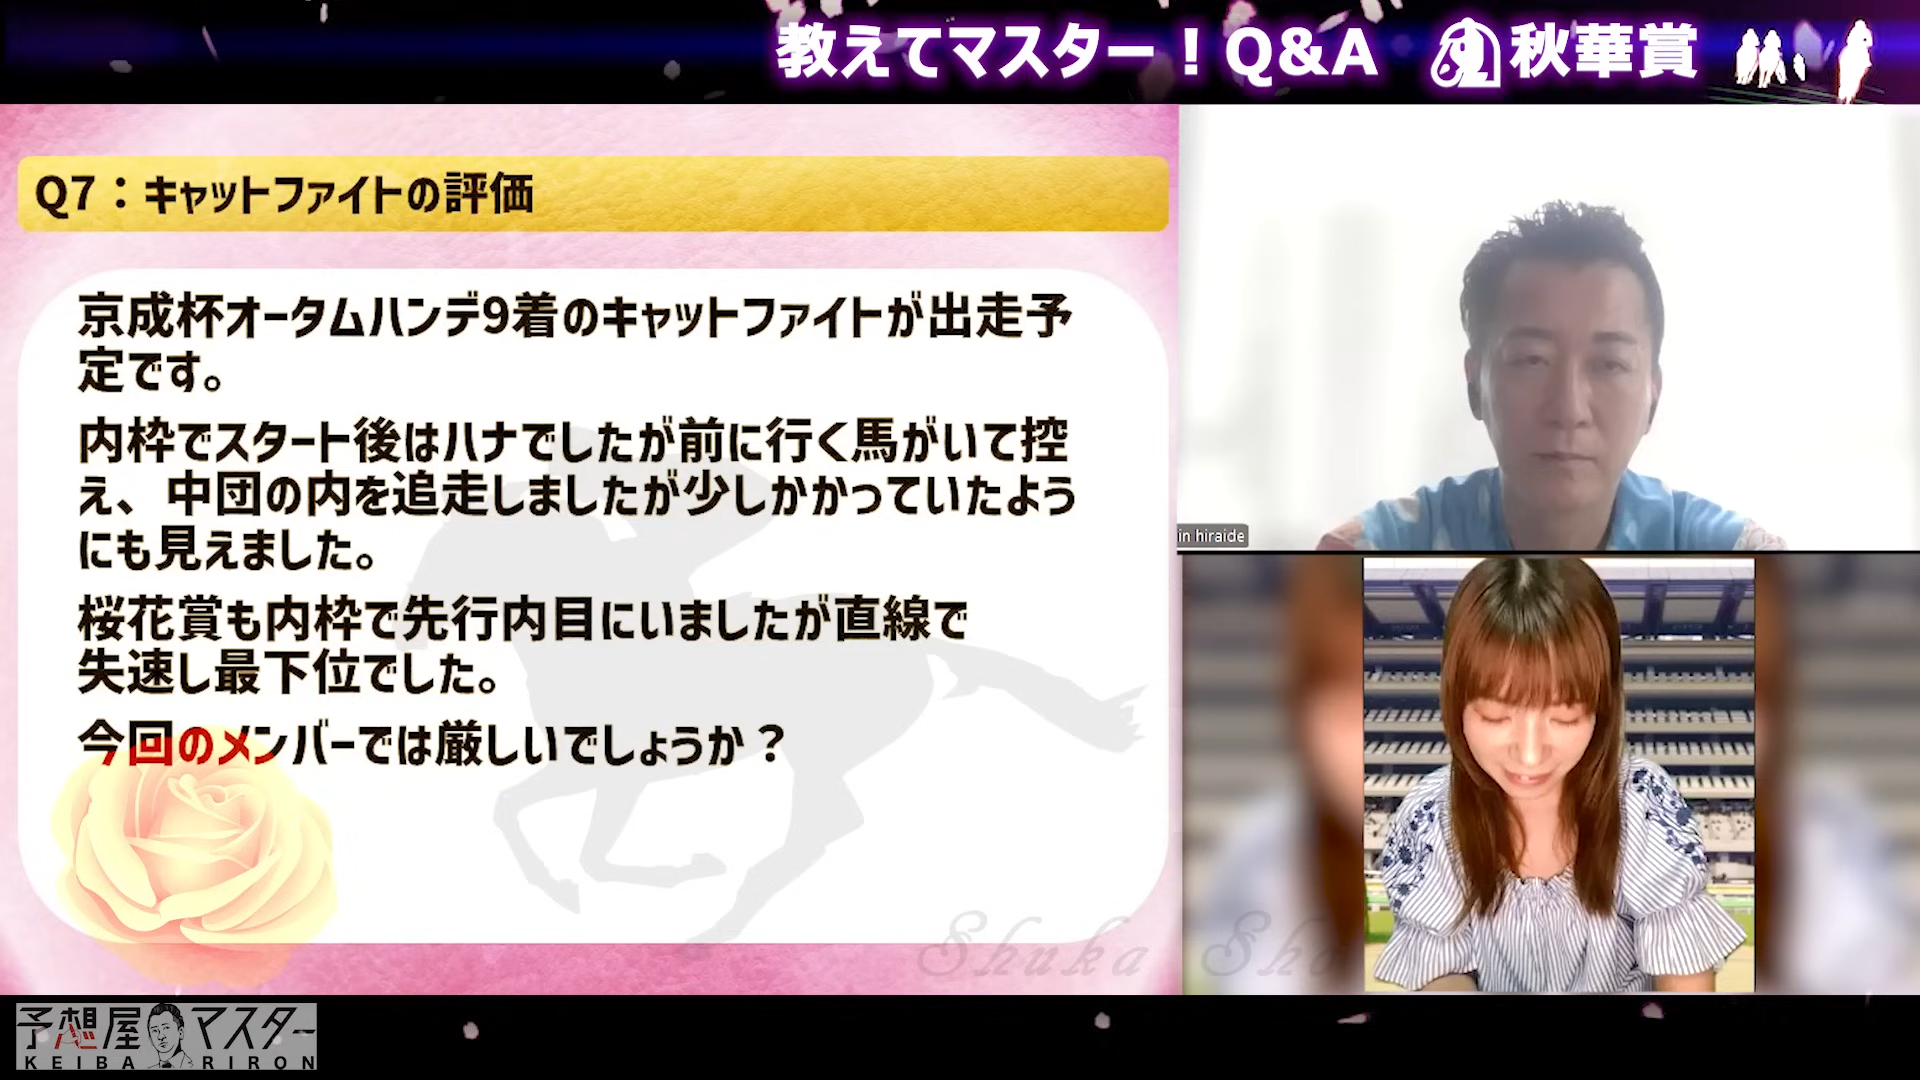 教えてマスター！Q&A 秋華賞
Q7：キャットファイトの評価
京成杯オータムハンデ9着のキャットファイトが出走予
定です。
内枠でスタート後はハナでしたが前に行く馬がいて控
え、中団の内を追走しましたが少しかかっていたよう
にも見えました。
桜花賞も内枠で先行内目にいましたが直線で
失速し最下位でした。
今回のメンバーでは厳しいでしょうか？
in hiraide
Shuka Sho
予想屋マスター
KEIBA RIRON